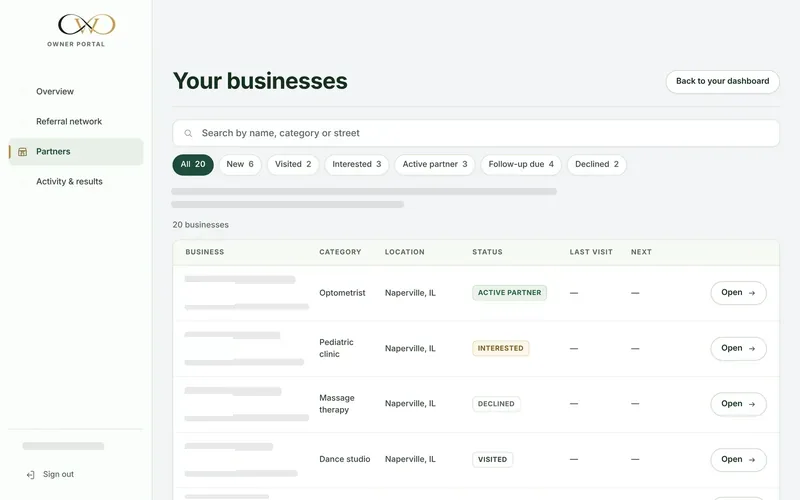 OWO
OWNER PORTAL
Overview
Referral network
Partners
Activity & results
Sign out
Your businesses
Back to your dashboard
Search by name, category or street
All 20
New 6
Visited 2
Interested 3
Active partner 3
Follow-up due 4
Declined 2
20 businesses
BUSINESS CATEGORY LOCATION STATUS LAST VISIT NEXT
Optometrist Naperville, IL ACTIVE PARTNER — — Open →
Pediatric
clinic
Naperville, IL INTERESTED — — Open →
Massage
therapy
Naperville, IL DECLINED — — Open →
Dance studio Naperville, IL VISITED — — Open →